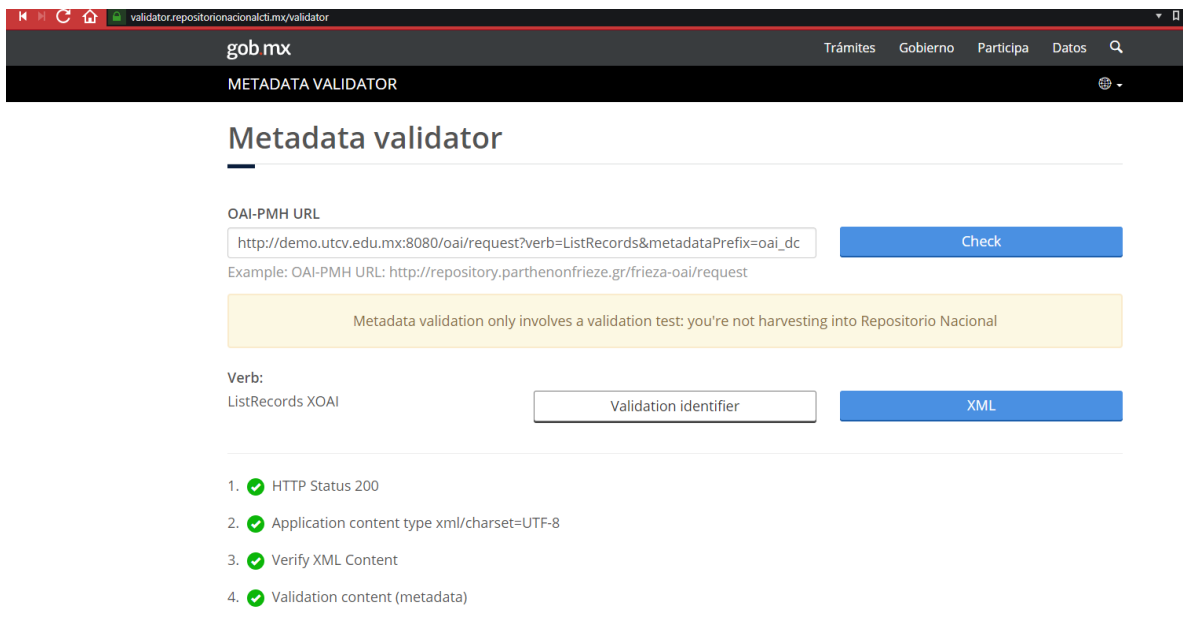 validator.repositorionacionalcti.mx/validator
gob.mx Trámites Gobierno Participa Datos
METADATA VALIDATOR
Metadata validator
OAI-PMH URL
http://demo.utcv.edu.mx:8080/oai/request?verb=ListRecords&metadataPrefix=oai_dc Check
Example: OAI-PMH URL: http://repository.parthenonfrieze.gr/frieza-oai/request
Metadata validation only involves a validation test: you're not harvesting into Repositorio Nacional
Verb:
ListRecords XOAI Validation identifier XML
1. HTTP Status 200
2. Application content type xml/charset=UTF-8
3. Verify XML Content
4. Validation content (metadata)